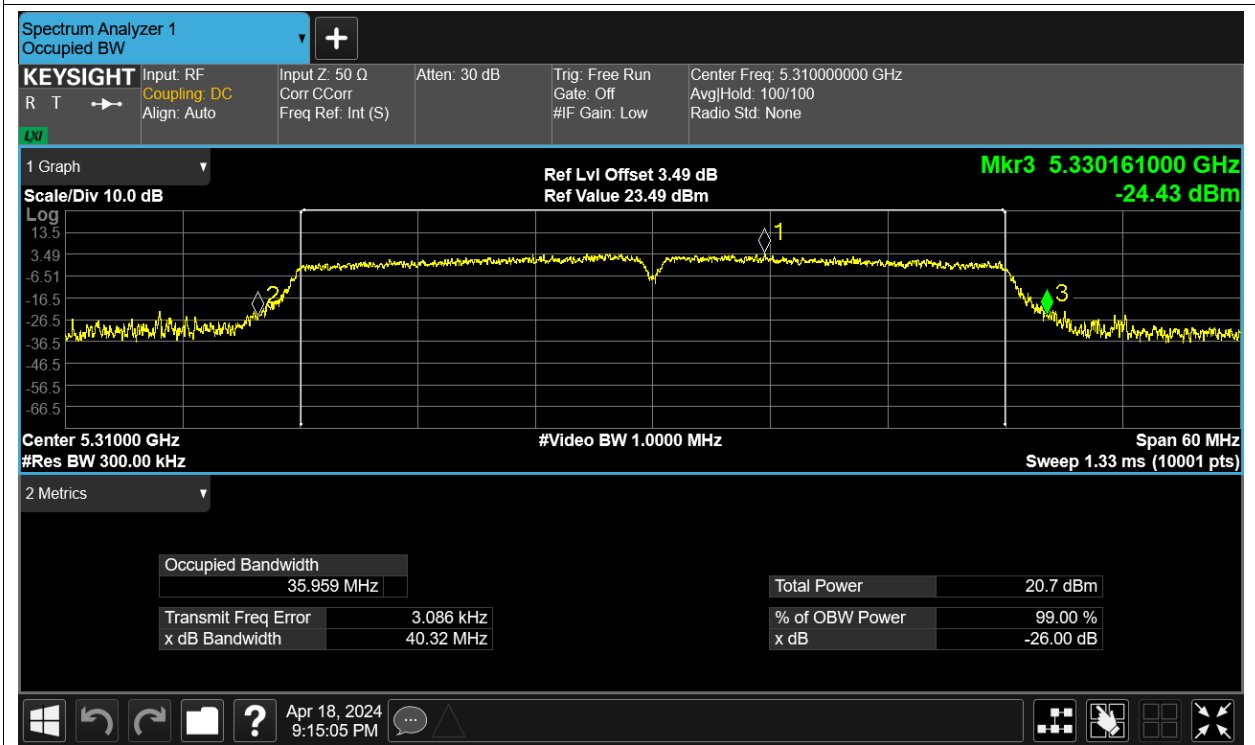 Spectrum Analyzer 1
Occupied BW
KEYSIGHT
R T
LXI
Input: RF
Coupling: DC
Align: Auto
Input Z: 50 Ω
Corr CCorr
Freq Ref: Int (S)
Atten: 30 dB
Trig: Free Run
Gate: Off
#IF Gain: Low
Center Freq: 5.310000000 GHz
Avg|Hold: 100/100
Radio Std: None
1 Graph
Ref Lvl Offset 3.49 dB
Mkr3 5.330161000 GHz
Scale/Div 10.0 dB
Ref Value 23.49 dBm
-24.43 dBm
Log
13.5
3.49
-6.51
-16.5
-26.5
-36.5
-46.5
-56.5
-66.5
1
2
3
Center 5.31000 GHz
#Video BW 1.0000 MHz
Span 60 MHz
#Res BW 300.00 kHz
Sweep 1.33 ms (10001 pts)
2 Metrics
Occupied Bandwidth
35.959 MHz
Total Power 20.7 dBm
Transmit Freq Error 3.086 kHz
% of OBW Power 99.00 %
x dB Bandwidth 40.32 MHz
x dB -26.00 dB
?
Apr 18, 2024
9:15:05 PM